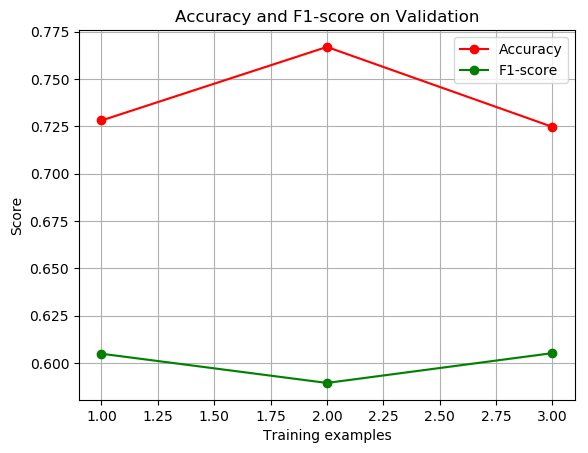 Accuracy and F1-score on Validation
Accuracy
F1-score
0.775
0.750
0.725
0.700
0.675
0.650
0.625
0.600
Score
1.00 1.25 1.50 1.75 2.00 2.25 2.50 2.75 3.00
Training examples